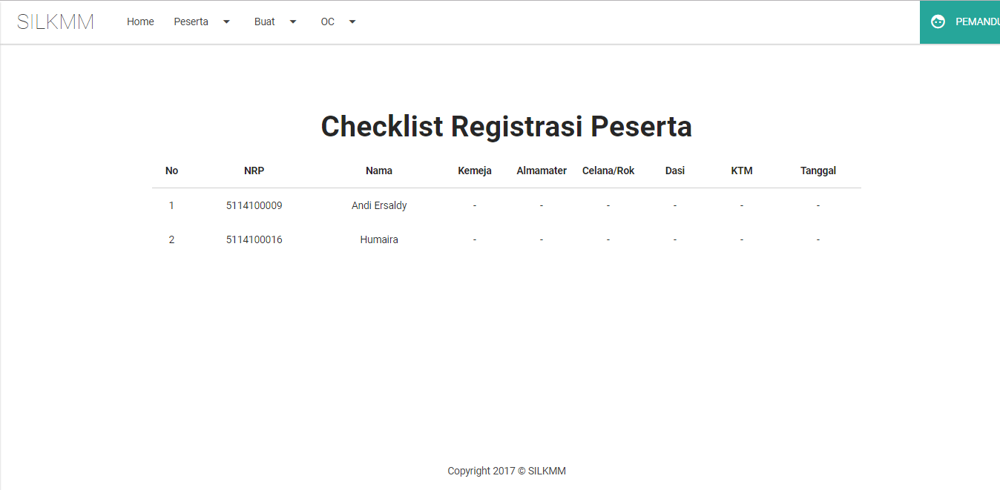 SILKMM Home Peserta Buat OC PEMANDU
Checklist Registrasi Peserta
No NRP Nama Kemeja Almamater Celana/Rok Dasi KTM Tanggal
1 5114100009 Andi Ersaldy - - - - - -
2 5114100016 Humaira - - - - - -
Copyright 2017 © SILKMM